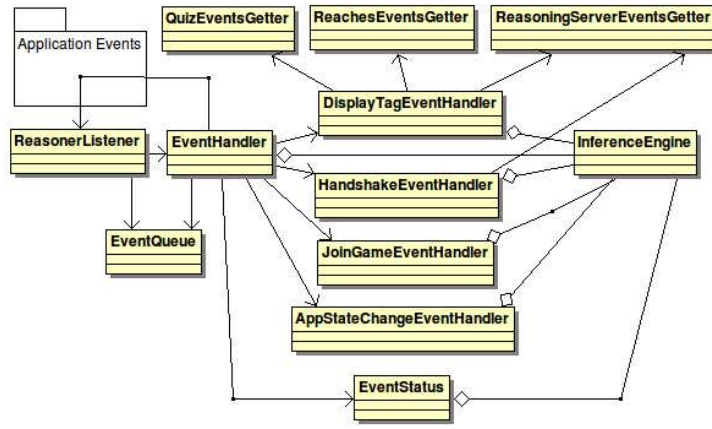 QuizEventsGetter
ReachesEventsGetter
ReasoningServerEventsGetter
Application Events
DisplayTagEventHandler
ReasonerListener
EventHandler
InferenceEngine
HandshakeEventHandler
EventQueue
JoinGameEventHandler
AppStateChangeEventHandler
EventStatus